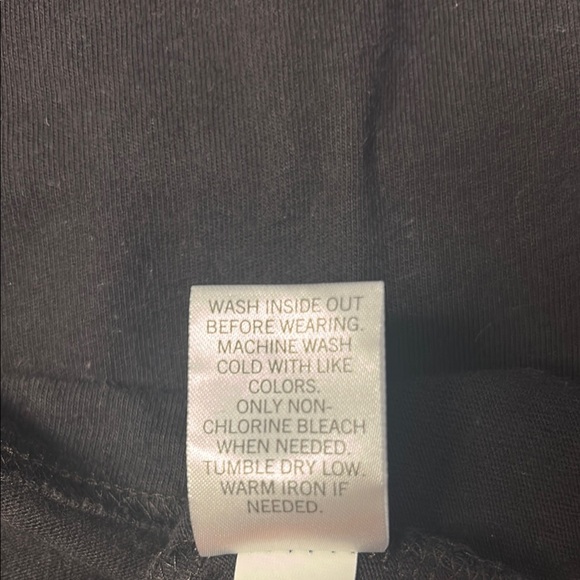 WASH INSIDE OUT
BEFORE WEARING.
MACHINE WASH
COLD WITH LIKE
COLORS.
ONLY NON-
CHLORINE BLEACH
WHEN NEEDED.
TUMBLE DRY LOW.
WARM IRON IF
NEEDED.